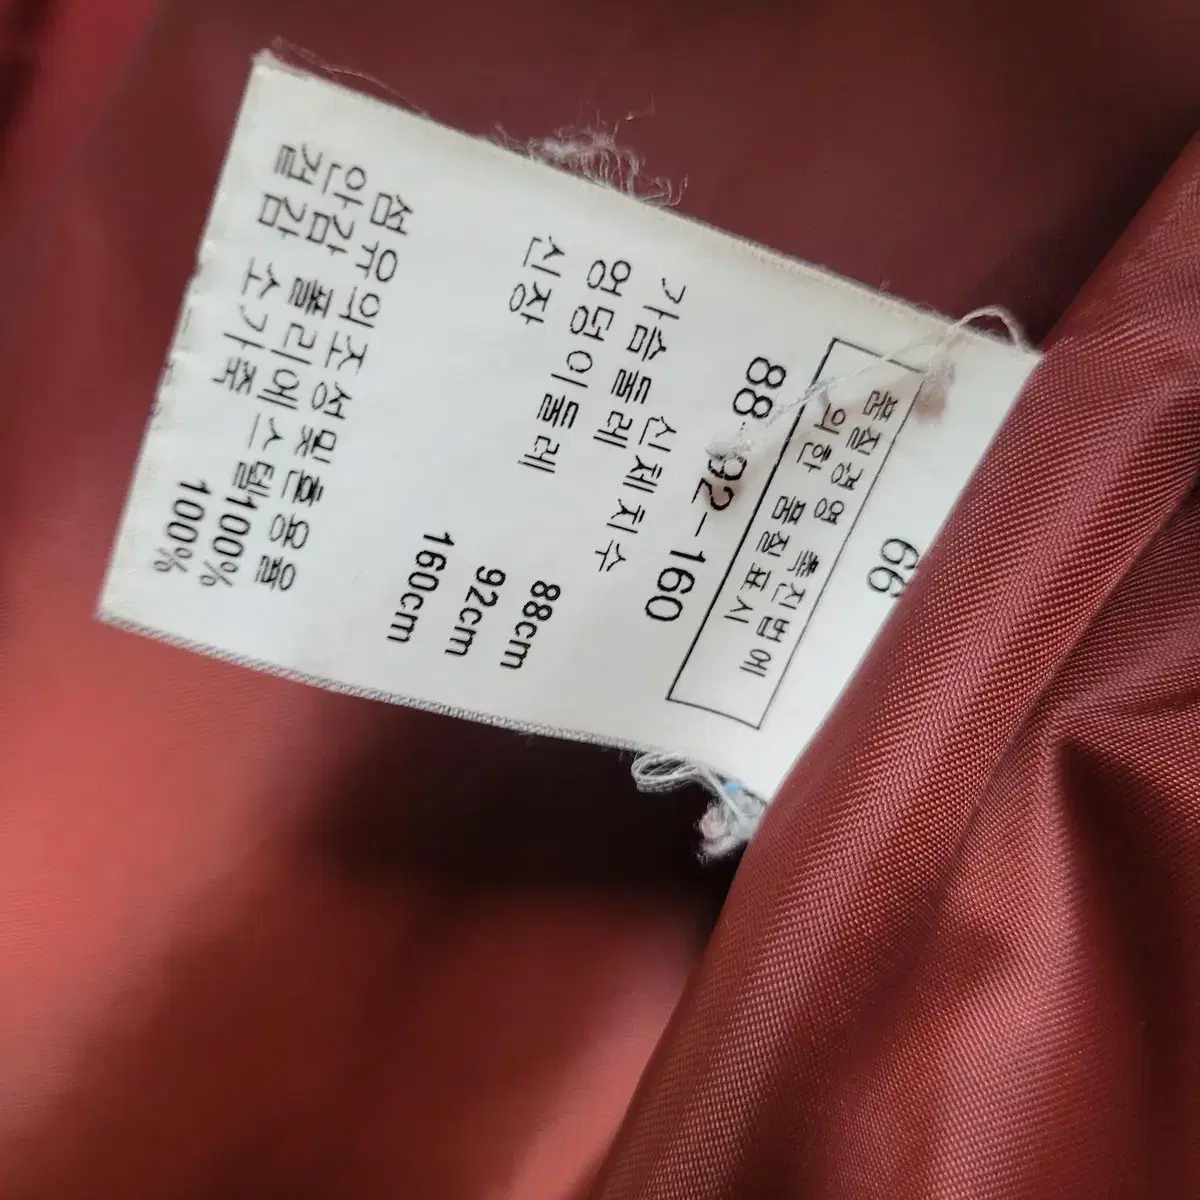 66
품질경영 촉진법에
의한 품질표시
88-92-160
신체치수
가슴둘레 88cm
엉덩이둘레 92cm
신장 160cm
섬유의조성및혼용율
안감 폴리에스텔100%
겉감 소가죽 100%